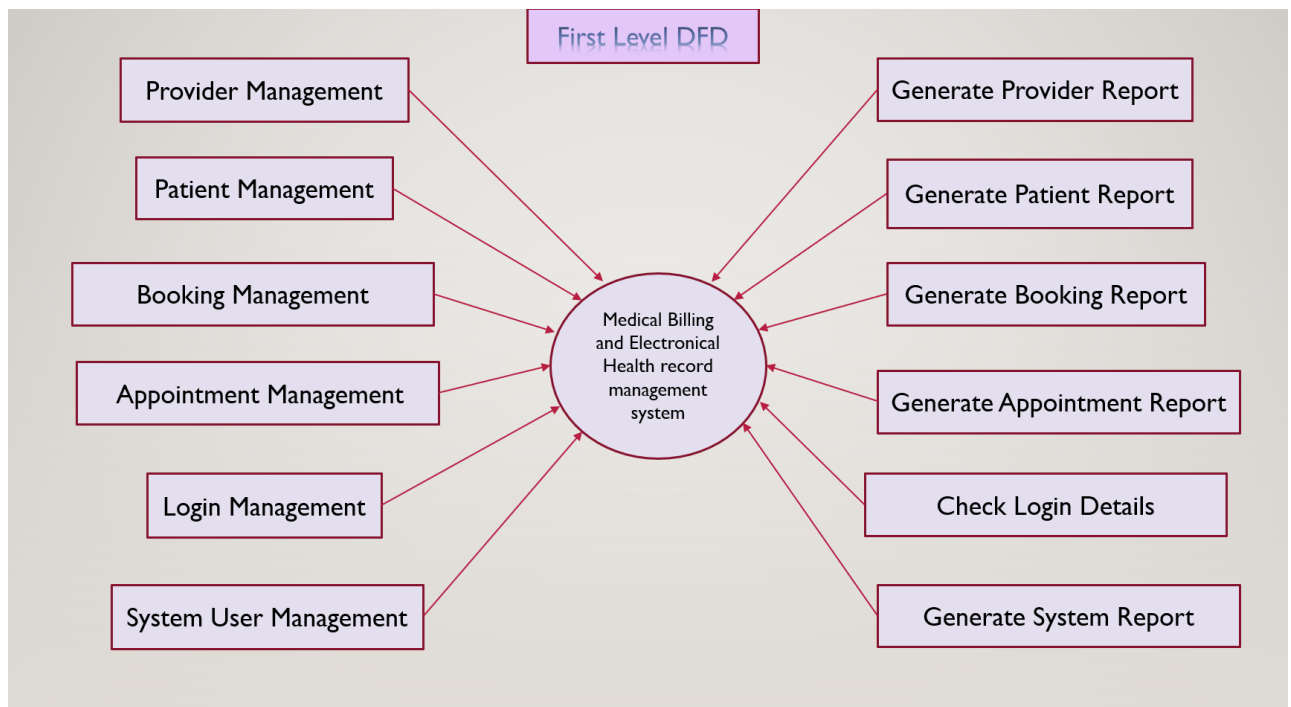 First Level DFD
Provider Management
Generate Provider Report
Patient Management
Generate Patient Report
Booking Management
Generate Booking Report
Medical Billing
and Electronical
Health record
management
system
Appointment Management
Generate Appointment Report
Login Management
Check Login Details
System User Management
Generate System Report